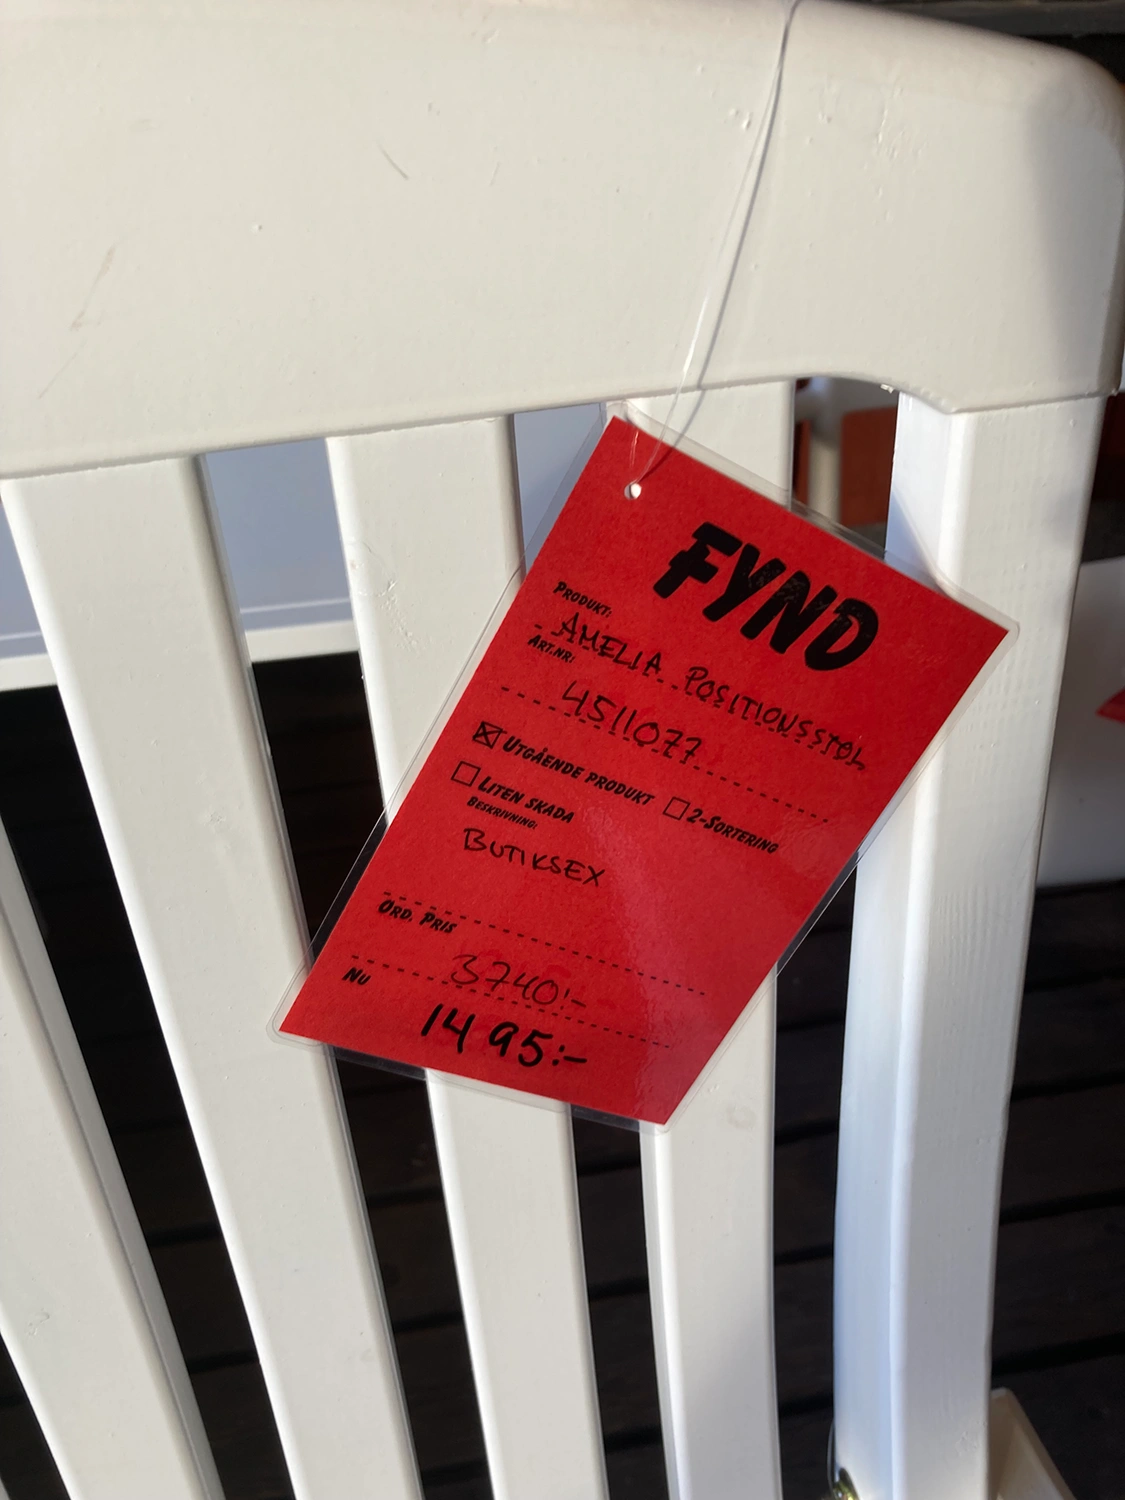 FYND
PRODUKT:
AMELIA POSITIONSSTOL
ART.NR:
4511077
☒ UTGÅENDE PRODUKT ☐ 2-SORTERING
☐ LITEN SKADA
BESKRIVNING:
BUTIKSEX
ORD. PRIS
3740:-
NU
1495:-